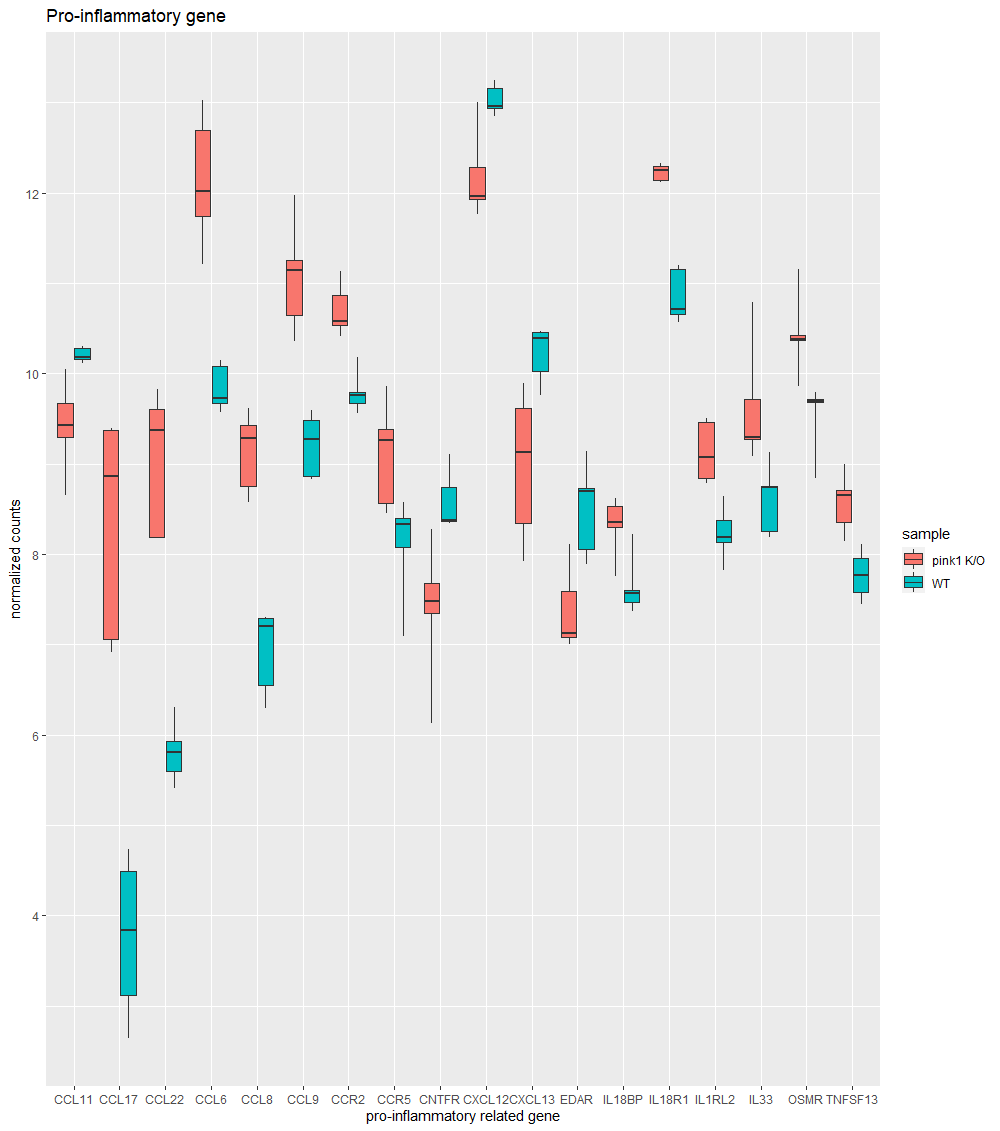 Pro-inflammatory gene
12
10
8
6
4
normalized counts
CCL11 CCL17 CCL22 CCL6 CCL8 CCL9 CCR2 CCR5 CNTFR CXCL12 CXCL13 EDAR IL18BP IL18R1 IL1RL2 IL33 OSMR TNFSF13
pro-inflammatory related gene
sample
pink1 K/O
WT